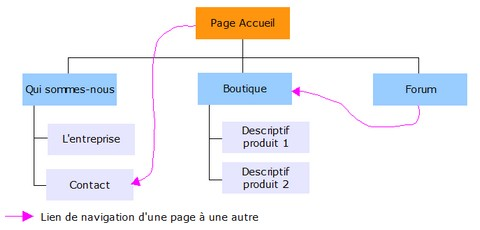 Page Accueil
Qui sommes-nous
Boutique
Forum
L'entreprise
Contact
Descriptif
produit 1
Descriptif
produit 2
Lien de navigation d'une page à une autre